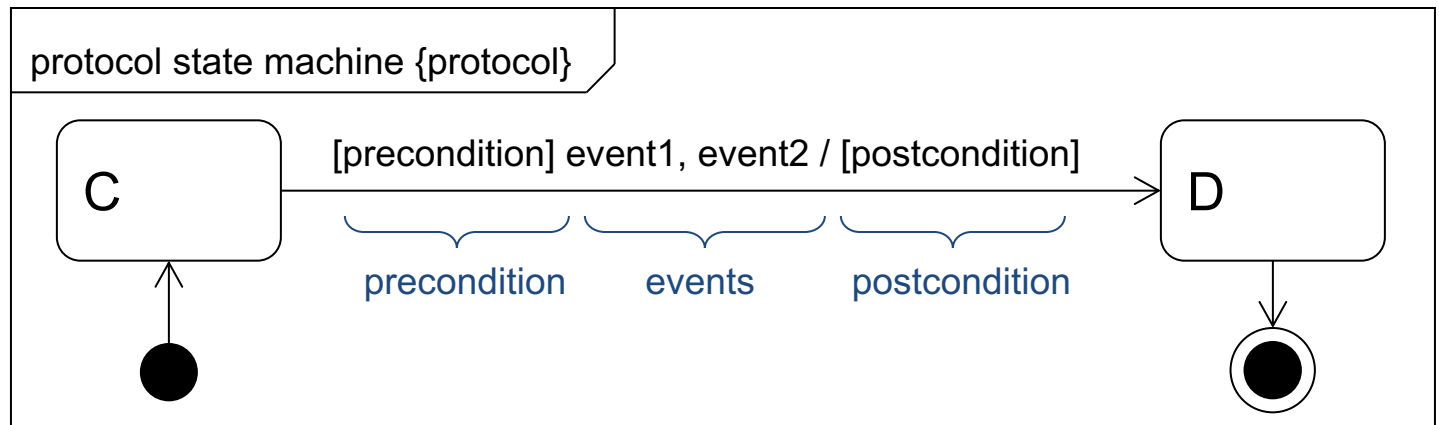 protocol state machine {protocol}
[precondition] event1, event2 / [postcondition]
C
D
precondition events postcondition